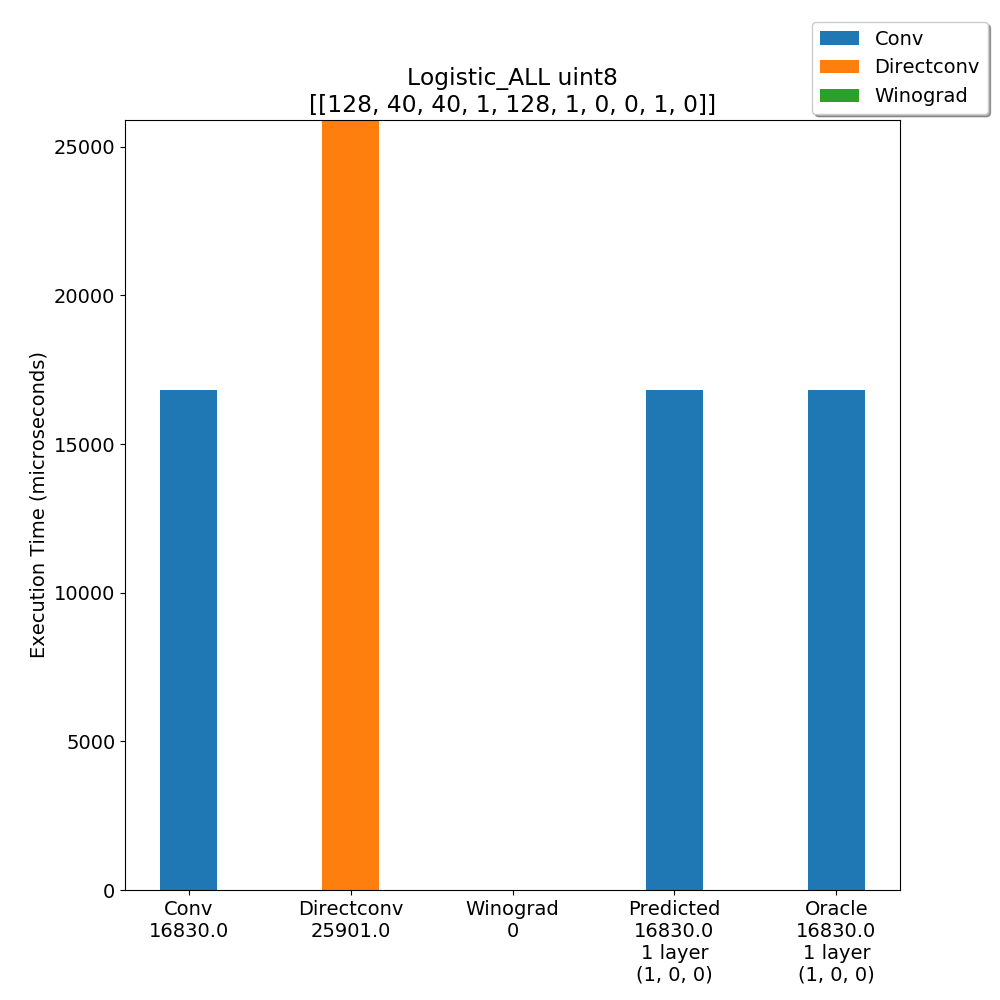 Conv
Directconv
Winograd
Logistic_ALL uint8
[[128, 40, 40, 1, 128, 1, 0, 0, 1, 0]]
Execution Time (microseconds)
25000
20000
15000
10000
5000
0
Conv
16830.0
Directconv
25901.0
Winograd
0
Predicted
16830.0
1 layer
(1, 0, 0)
Oracle
16830.0
1 layer
(1, 0, 0)